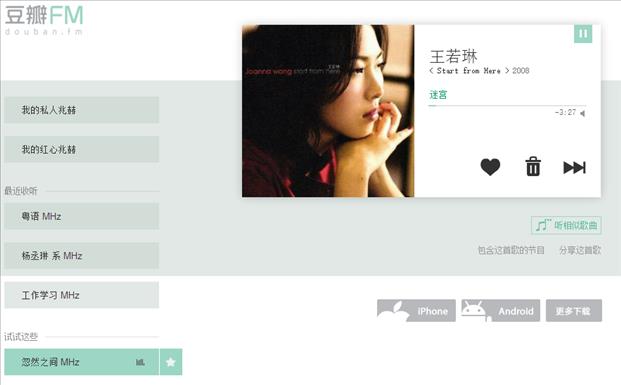 豆瓣FM
douban.fm
我的私人兆赫
我的红心兆赫
最近收听
粤语 MHz
杨丞琳 系 MHz
工作学习 MHz
试试这些
忽然之间 MHz
Joanna wang start from here 王若琳
王若琳
< Start from Here > 2008
迷宫
-3:27
听相似歌曲
包含这首歌的节目 分享这首歌
iPhone Android 更多下载